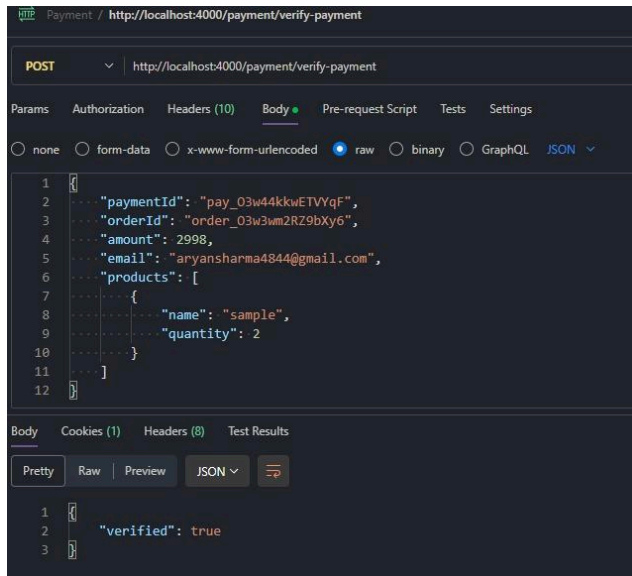 HTTP Payment / http://localhost:4000/payment/verify-payment
POST http://localhost:4000/payment/verify-payment
Params Authorization Headers (10) Body Pre-request Script Tests Settings
none form-data x-www-form-urlencoded raw binary GraphQL JSON
1 {
2 "paymentId": "pay_O3w44kkwETVYqF",
3 "orderId": "order_O3w3wm2RZ9bXy6",
4 "amount": 2998,
5 "email": "aryansharma4844@gmail.com",
6 "products": [
7 {
8 "name": "sample",
9 "quantity": 2
10 }
11 ]
12 }
Body Cookies (1) Headers (8) Test Results
Pretty Raw Preview JSON
1 {
2 "verified": true
3 }